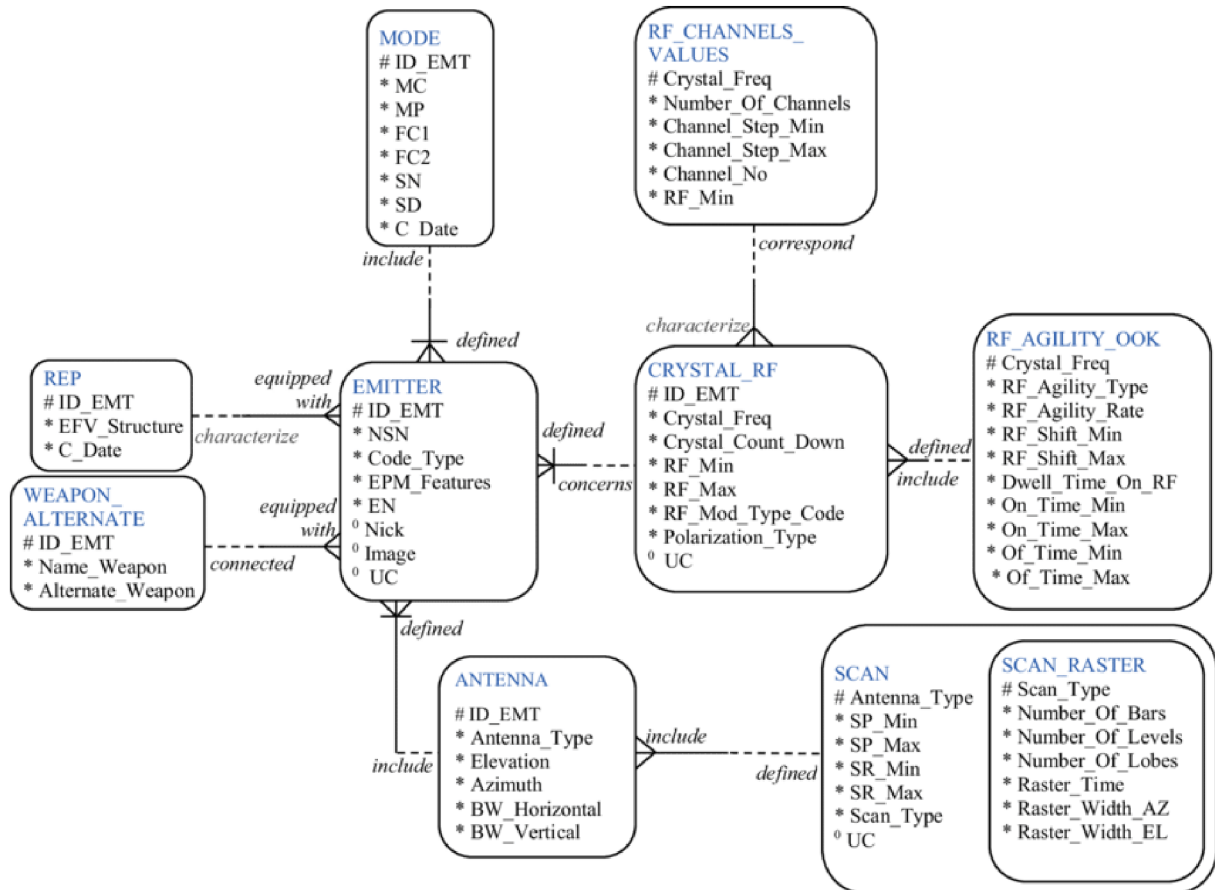 MODE
# ID_EMT
* MC
* MP
* FC1
* FC2
* SN
* SD
* C_Date
include
defined
RF_CHANNELS_
VALUES
# Crystal_Freq
* Number_Of_Channels
* Channel_Step_Min
* Channel_Step_Max
* Channel_No
* RF_Min
correspond
characterize
REP
# ID_EMT
* EFV_Structure
* C_Date
equipped
with
characterize
WEAPON_
ALTERNATE
# ID_EMT
* Name_Weapon
* Alternate_Weapon
equipped
with
connected
EMITTER
# ID_EMT
* NSN
* Code_Type
* EPM_Features
* EN
o Nick
o Image
o UC
defined
concerns
CRYSTAL_RF
# ID_EMT
* Crystal_Freq
* Crystal_Count_Down
* RF_Min
* RF_Max
* RF_Mod_Type_Code
* Polarization_Type
o UC
defined
include
RF_AGILITY_OOK
# Crystal_Freq
* RF_Agility_Type
* RF_Agility_Rate
* RF_Shift_Min
* RF_Shift_Max
* Dwell_Time_On_RF
* On_Time_Min
* On_Time_Max
* Of_Time_Min
* Of_Time_Max
defined
include
ANTENNA
# ID_EMT
* Antenna_Type
* Elevation
* Azimuth
* BW_Horizontal
* BW_Vertical
include
defined
SCAN
# Antenna_Type
* SP_Min
* SP_Max
* SR_Min
* SR_Max
* Scan_Type
o UC
SCAN_RASTER
# Scan_Type
* Number_Of_Bars
* Number_Of_Levels
* Number_Of_Lobes
* Raster_Time
* Raster_Width_AZ
* Raster_Width_EL